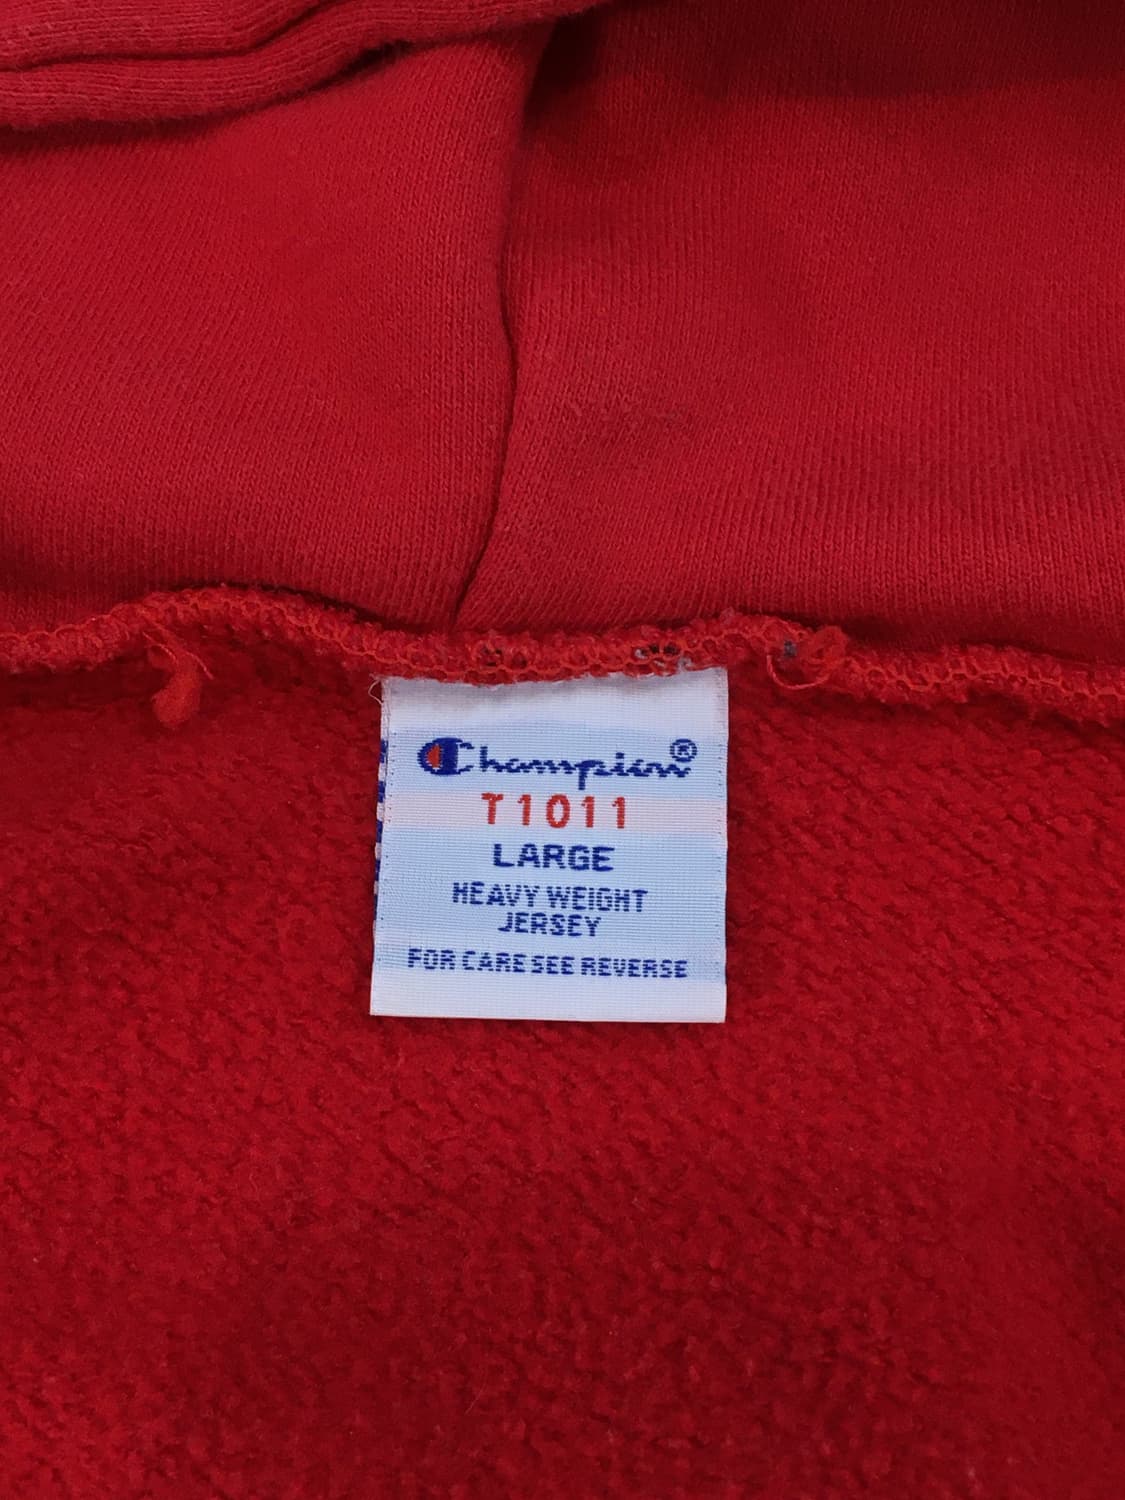 Champion®
T1011
LARGE
HEAVY WEIGHT
JERSEY
FOR CARE SEE REVERSE